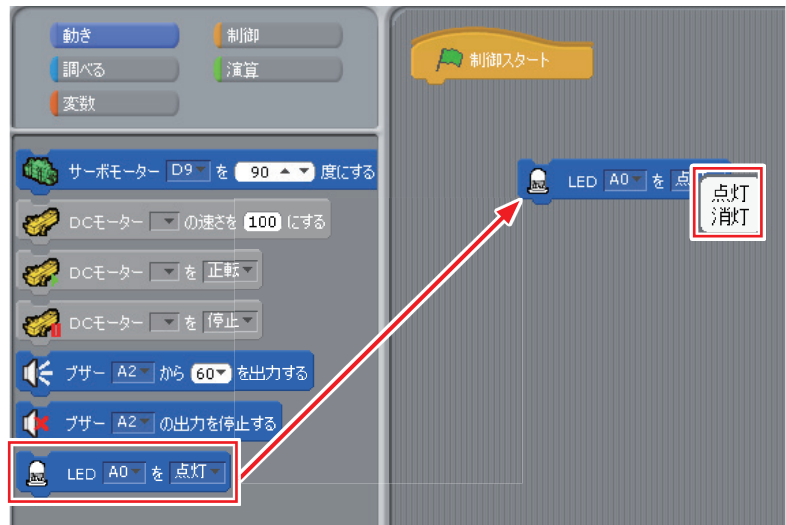 動き
制御
調べる
演算
変数
サーボモーター D9 を 90 度にする
DCモーター の速さを 100 にする
DCモーター を 正転
DCモーター を 停止
ブザー A2 から 60 を出力する
ブザー A2 の出力を停止する
LED A0 を 点灯
制御スタート
LED A0 を 点
点灯
消灯